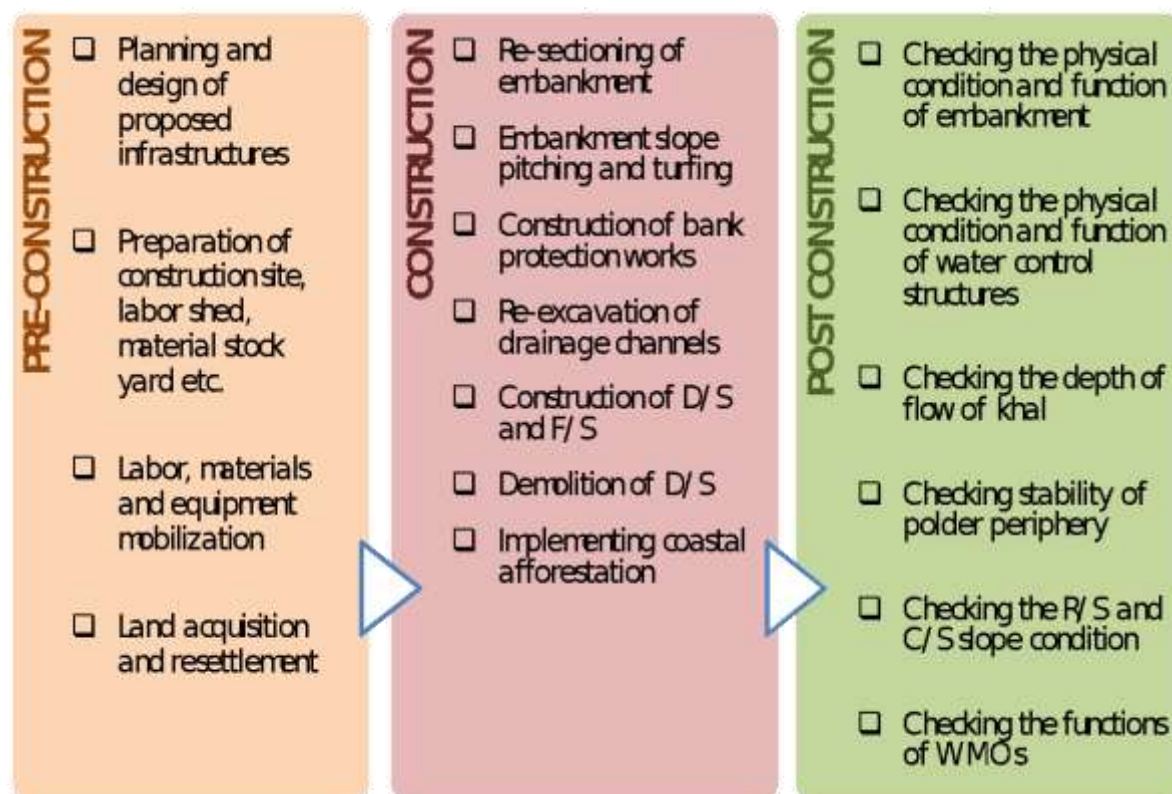 PRE-CONSTRUCTION
❑ Planning and
design of
proposed
infrastructures
❑ Preparation of
construction site,
labor shed,
material stock
yard etc.
❑ Labor, materials
and equipment
mobilization
❑ Land acquisition
and resettlement
CONSTRUCTION
❑ Re-sectioning of
embankment
❑ Embankment slope
pitching and turfing
❑ Construction of bank
protection works
❑ Re-excavation of
drainage channels
❑ Construction of D/S
and F/S
❑ Demolition of D/S
❑ Implementing coastal
afforestation
POST CONSTRUCTION
❑ Checking the physical
condition and function
of embankment
❑ Checking the physical
condition and function
of water control
structures
❑ Checking the depth of
flow of khal
❑ Checking stability of
polder periphery
❑ Checking the R/S and
C/S slope condition
❑ Checking the functions
of WMOs